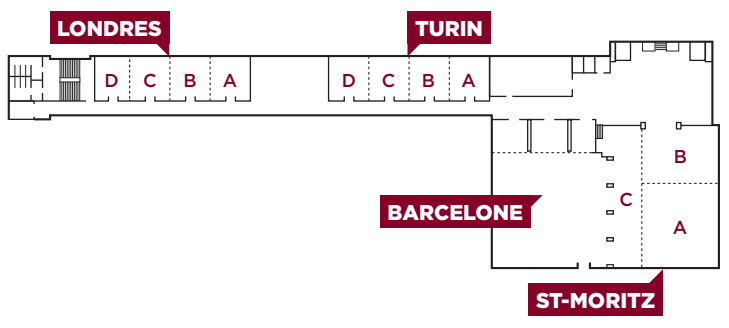 LONDRES
TURIN
D C B A
D C B A
B
C
BARCELONE
A
ST-MORITZ